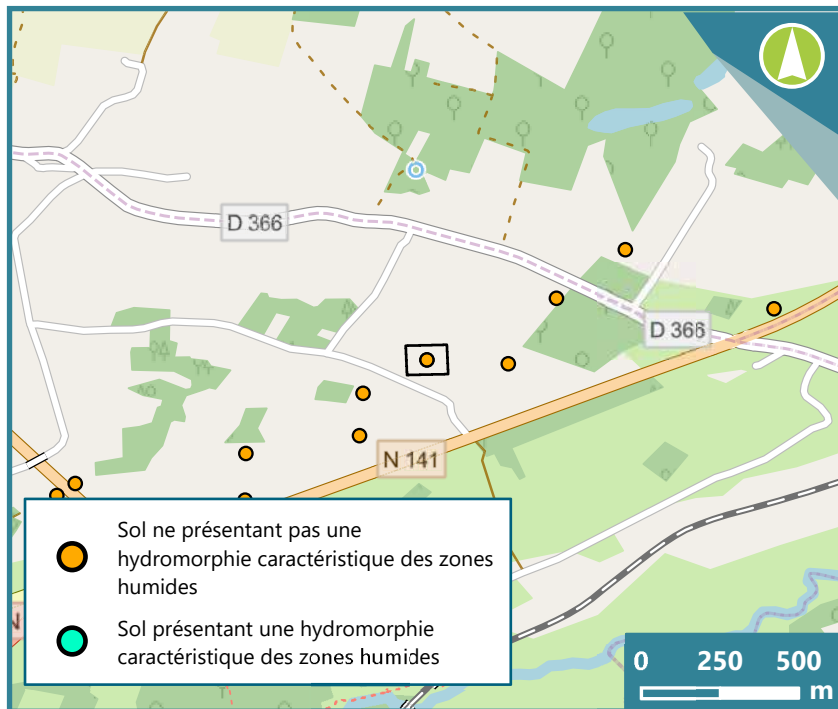 D 366
D 366
N 141
Sol ne présentant pas une
hydromorphie caractéristique des zones
humides
Sol présentant une hydromorphie
caractéristique des zones humides
N
0 250 500
m